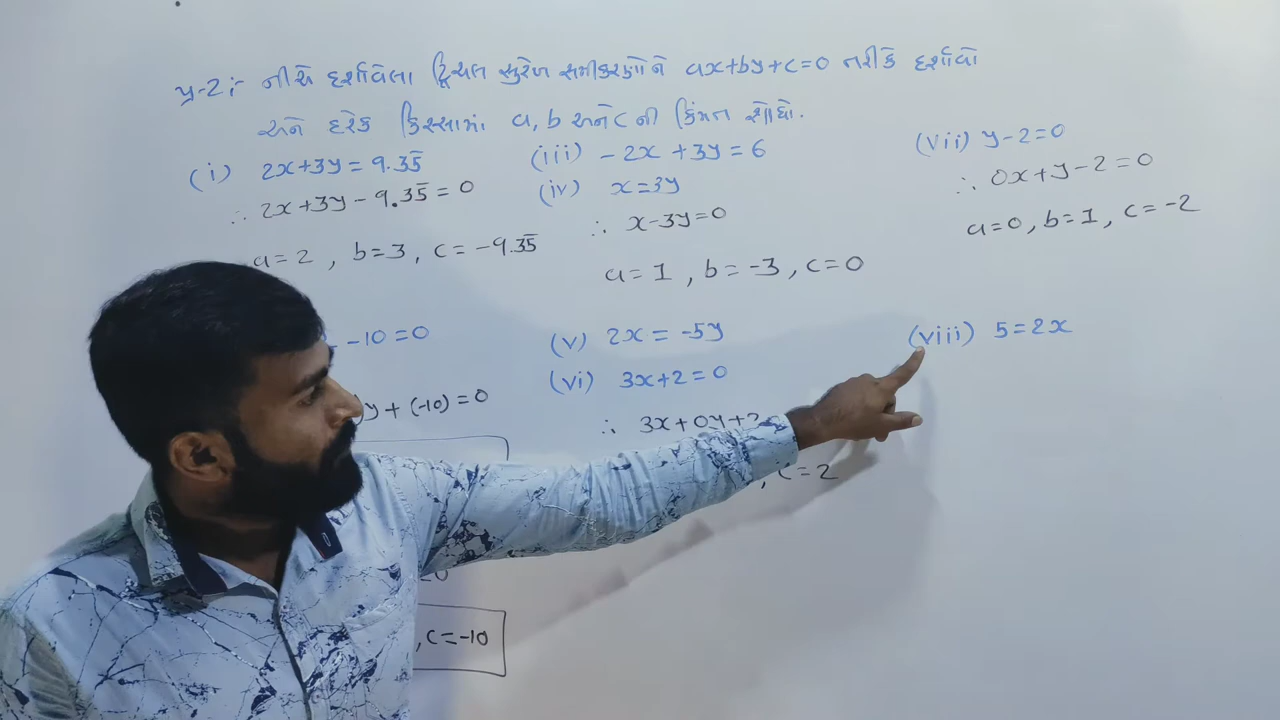 પ્ર-2:- નીચે દર્શાવેલા દ્વિચલ સુરેખ સમીકરણોને ax+by+c=0 તરીકે દર્શાવો
અને દરેક કિસ્સામાં a, b અને c ની કિંમત શોધો.
(i) 2x+3y=9.35̅
∴ 2x+3y-9.35̅=0
a=2, b=3, c=-9.35̅
-10=0
y+(-10)=0
, c=-10
(iii) -2x+3y=6
(iv) x=3y
∴ x-3y=0
a=1, b=-3, c=0
(v) 2x=-5y
(vi) 3x+2=0
∴ 3x+0y+2
, c=2
(vii) y-2=0
∴ 0x+y-2=0
a=0, b=1, c=-2
(viii) 5=2x